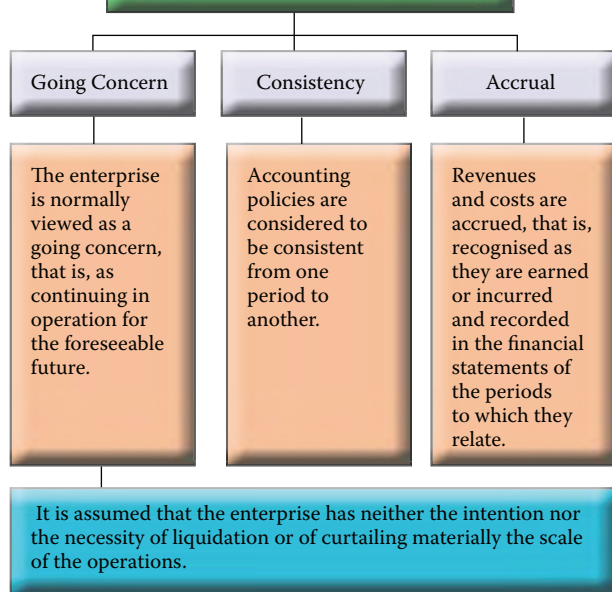 Going Concern
Consistency
Accrual
The enterprise
is normally
viewed as a
going concern,
that is, as
continuing in
operation for
the foreseeable
future.
Accounting
policies are
considered to
be consistent
from one
period to
another.
Revenues
and costs are
accrued, that is,
recognised as
they are earned
or incurred
and recorded
in the financial
statements of
the periods
to which they
relate.
It is assumed that the enterprise has neither the intention nor
the necessity of liquidation or of curtailing materially the scale
of the operations.